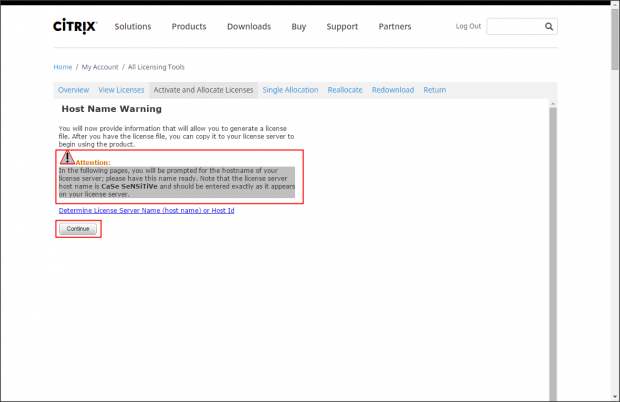 CİTRIX
Solutions Products Downloads Buy Support Partners Log Out
Home / My Account / All Licensing Tools
Overview View Licenses Activate and Allocate Licenses Single Allocation Reallocate Redownload Return
Host Name Warning
You will now provide information that will allow you to generate a license
file. After you have the license file, you can copy it to your license server to
begin using the product.
Attention:
In the following pages, you will be prompted for the hostname of your
license server; please have this name ready. Note that the license server
host name is CaSe SeNSiTiVe and should be entered exactly as it appears
on your license server.
Determine License Server Name (host name) or Host Id
Continue